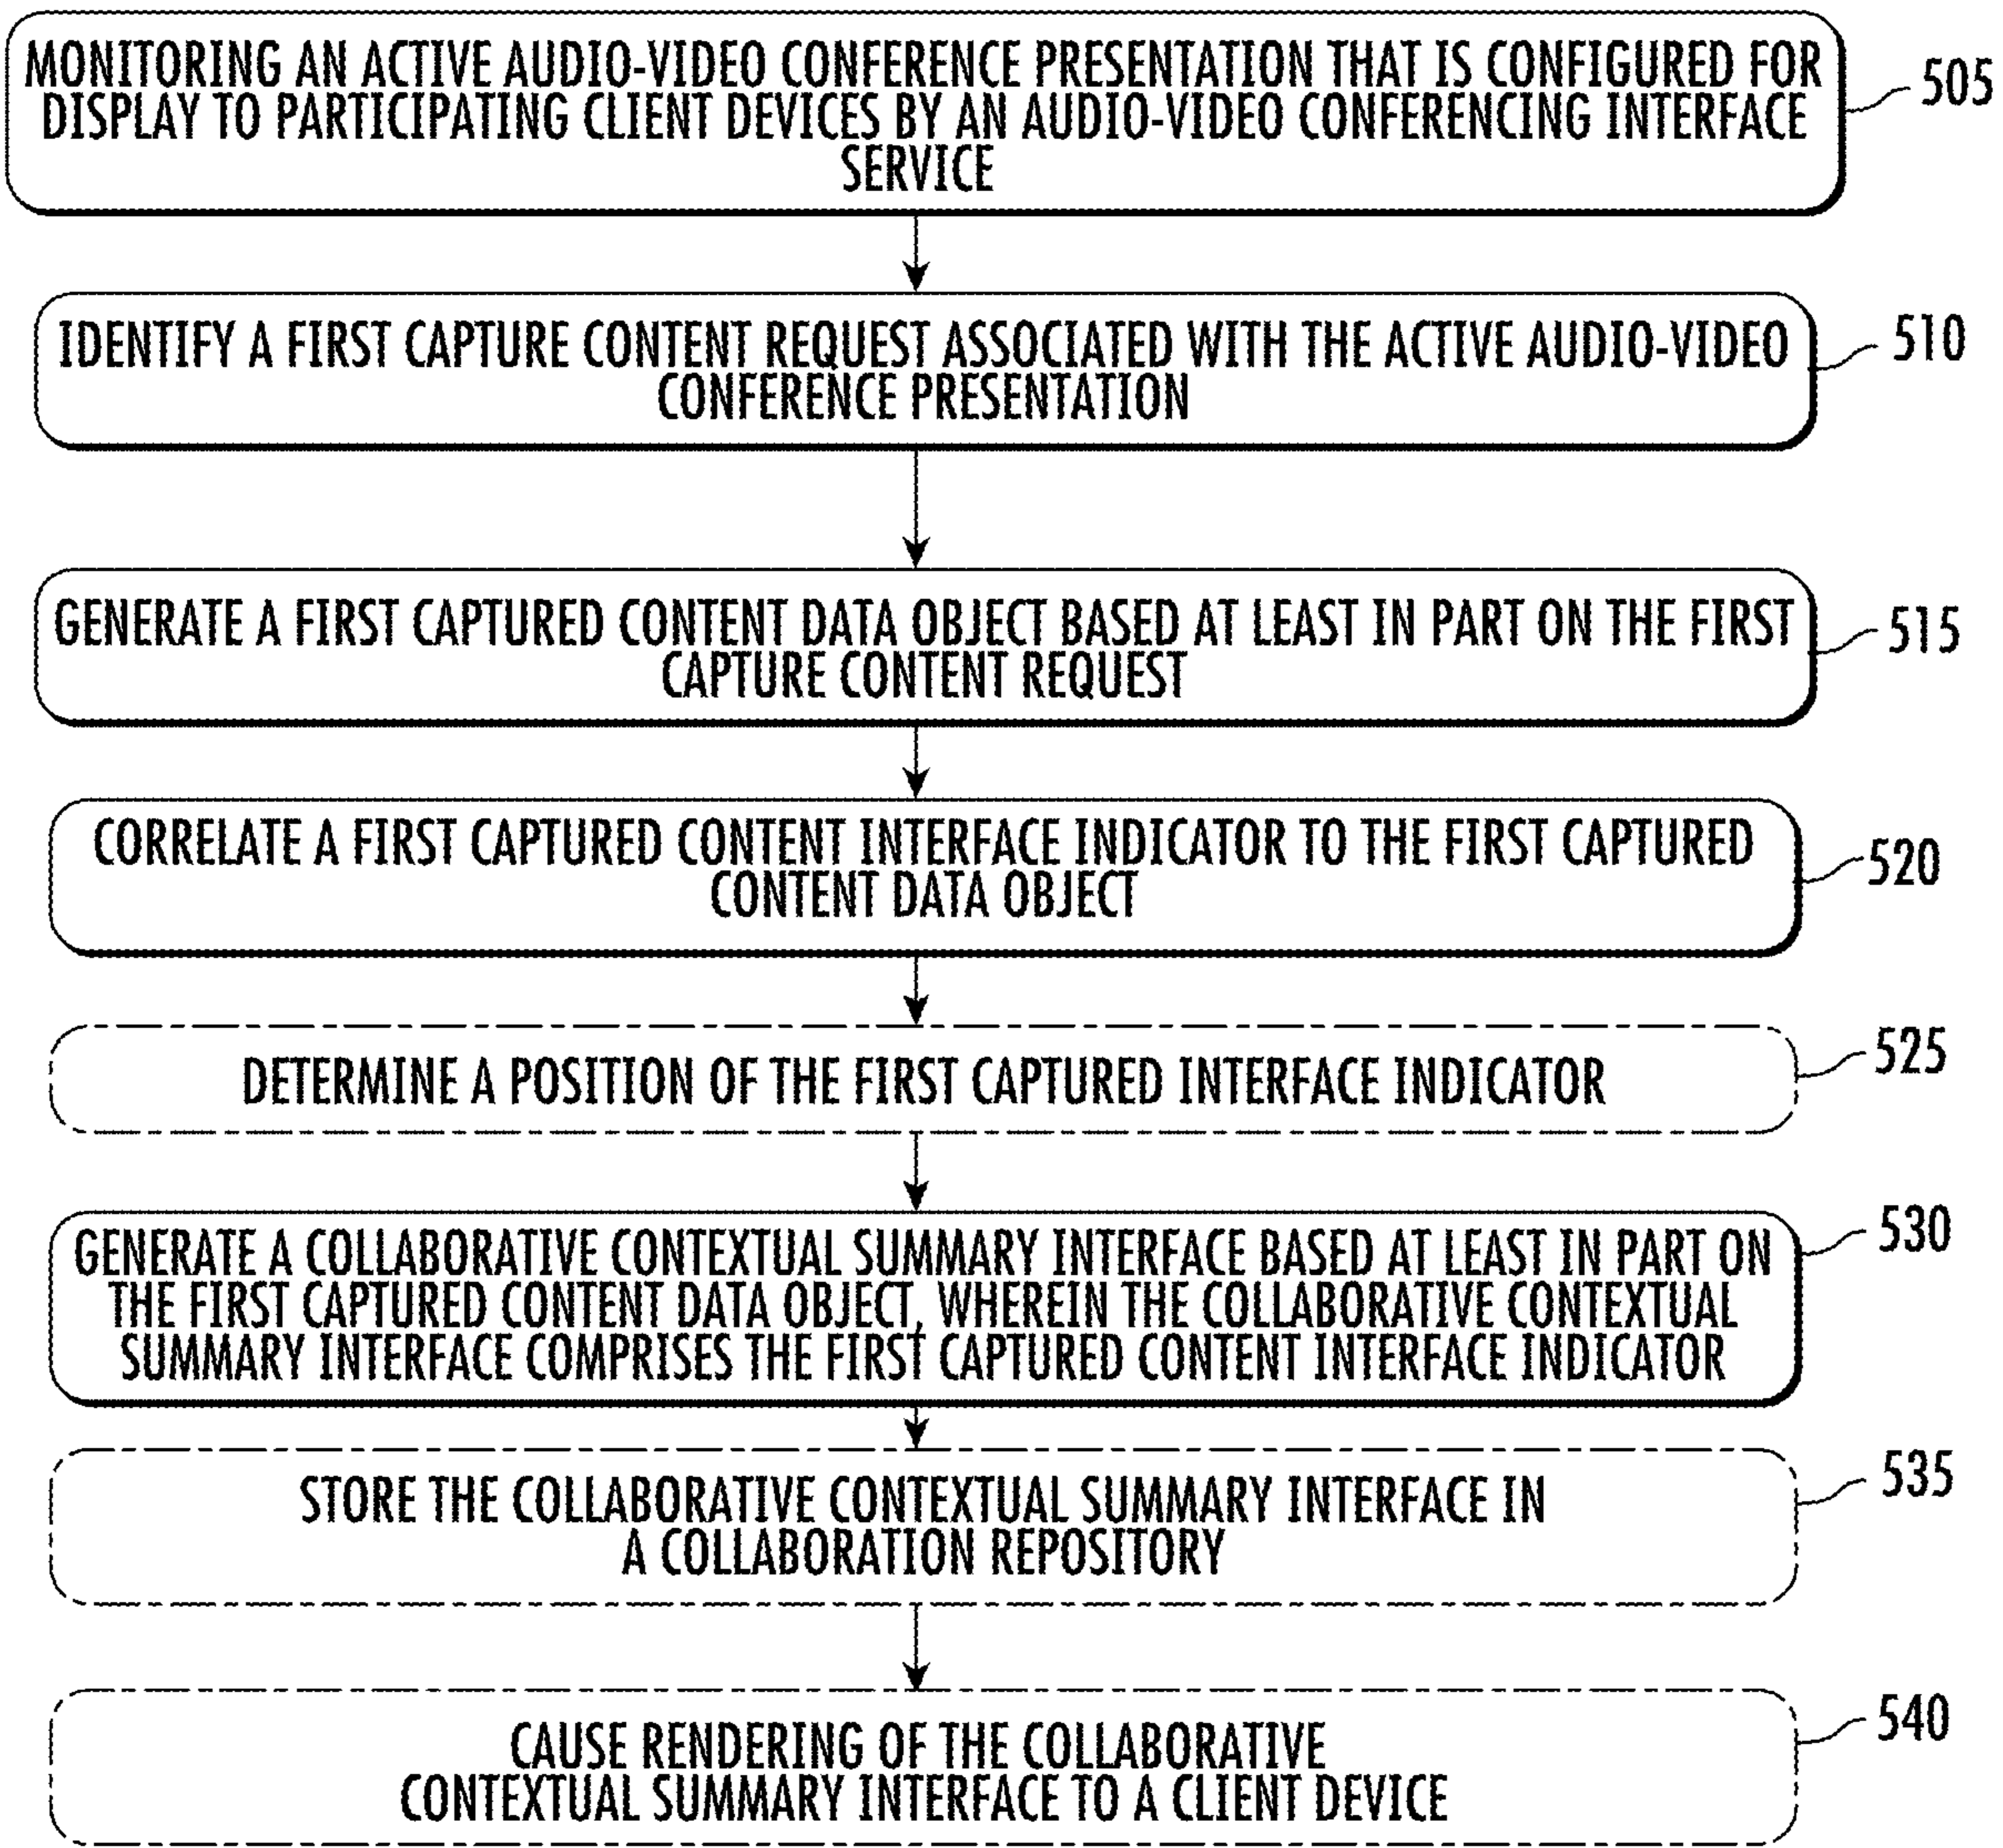 MONITORING AN ACTIVE AUDIO-VIDEO CONFERENCE PRESENTATION THAT IS CONFIGURED FOR
DISPLAY TO PARTICIPATING CLIENT DEVICES BY AN AUDIO-VIDEO CONFERENCING INTERFACE
SERVICE
505
IDENTIFY A FIRST CAPTURE CONTENT REQUEST ASSOCIATED WITH THE ACTIVE AUDIO-VIDEO
CONFERENCE PRESENTATION
510
GENERATE A FIRST CAPTURED CONTENT DATA OBJECT BASED AT LEAST IN PART ON THE FIRST
CAPTURE CONTENT REQUEST
515
CORRELATE A FIRST CAPTURED CONTENT INTERFACE INDICATOR TO THE FIRST CAPTURED
CONTENT DATA OBJECT
520
DETERMINE A POSITION OF THE FIRST CAPTURED INTERFACE INDICATOR
525
GENERATE A COLLABORATIVE CONTEXTUAL SUMMARY INTERFACE BASED AT LEAST IN PART ON
THE FIRST CAPTURED CONTENT DATA OBJECT, WHEREIN THE COLLABORATIVE CONTEXTUAL
SUMMARY INTERFACE COMPRISES THE FIRST CAPTURED CONTENT INTERFACE INDICATOR
530
STORE THE COLLABORATIVE CONTEXTUAL SUMMARY INTERFACE IN
A COLLABORATION REPOSITORY
535
CAUSE RENDERING OF THE COLLABORATIVE
CONTEXTUAL SUMMARY INTERFACE TO A CLIENT DEVICE
540